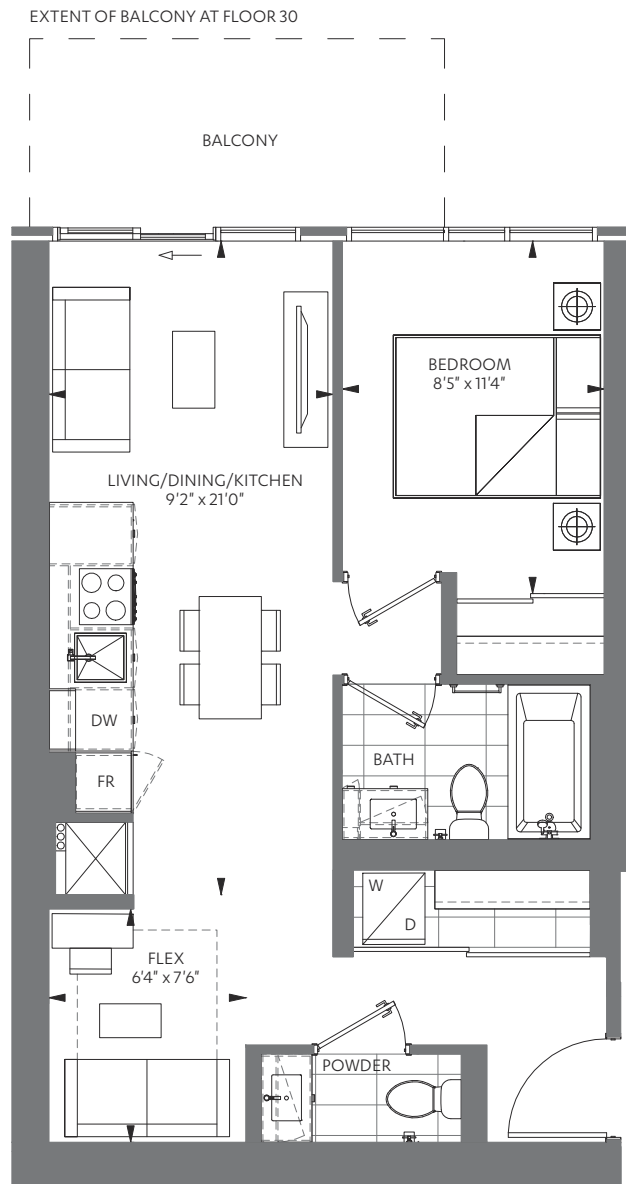 EXTENT OF BALCONY AT FLOOR 30
BALCONY
BEDROOM
8'5" x 11'4"
LIVING/DINING/KITCHEN
9'2" x 21'0"
DW
BATH
FR
W
D
FLEX
6'4" x 7'6"
POWDER